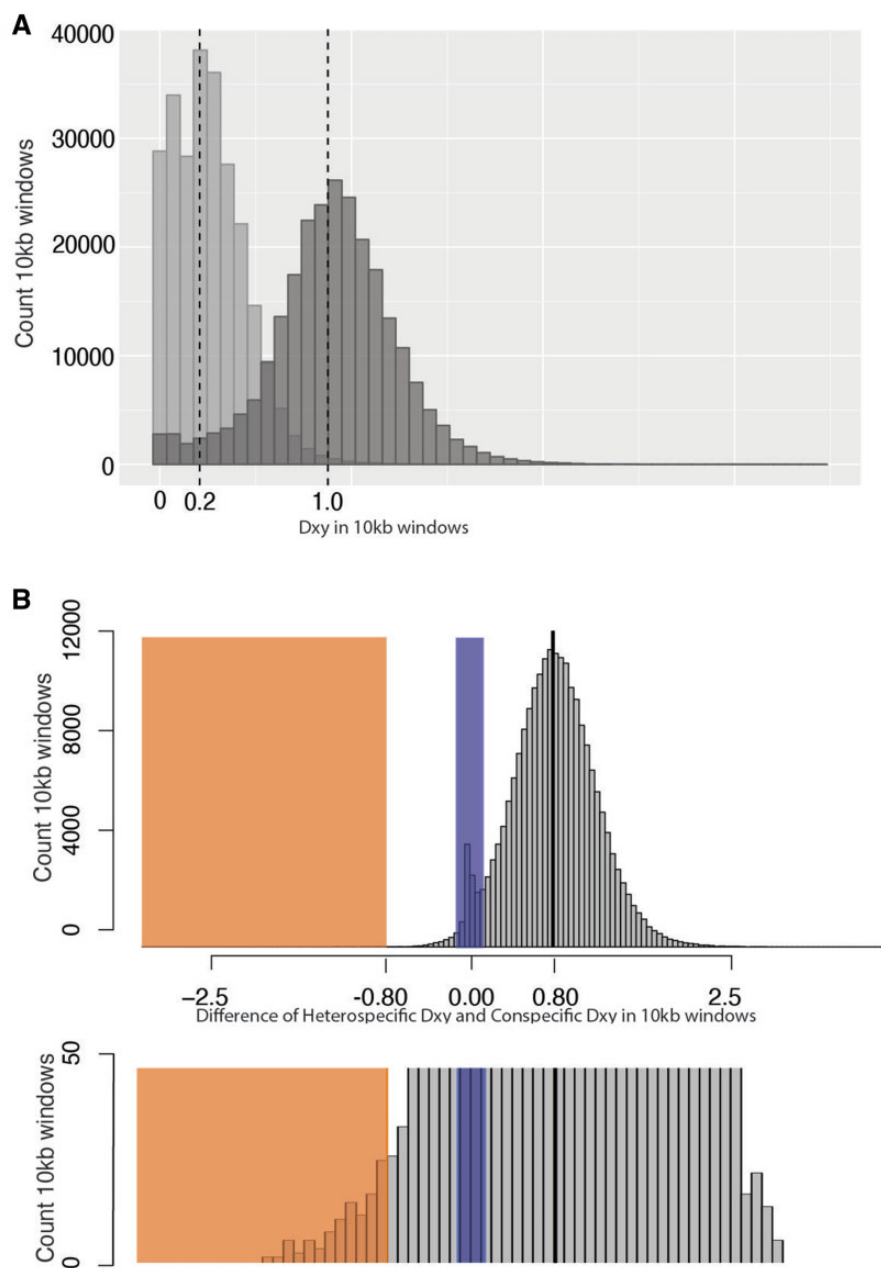 A
40000
30000
20000
10000
0
Count 10kb windows
0 0.2 1.0
Dxy in 10kb windows
B
12000
8000
4000
0
Count 10kb windows
−2.5 -0.80 0.00 0.80 2.5
Difference of Heterospecific Dxy and Conspecific Dxy in 10kb windows
50
0
Count 10kb windows